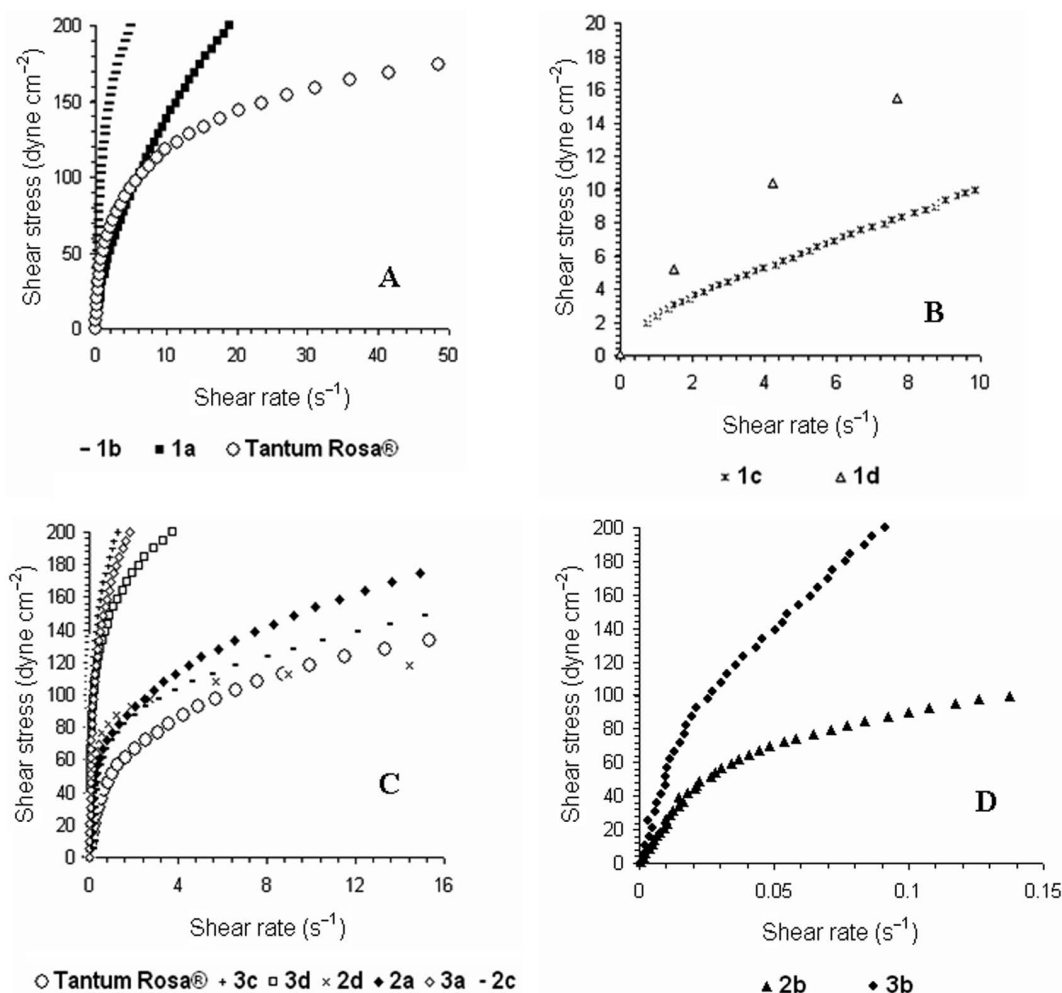 Shear stress (dyne cm⁻²)
200
150
100
50
0
0 10 20 30 40 50
A
Shear rate (s⁻¹)
1b 1a Tantum Rosa®
Shear stress (dyne cm⁻²)
20
18
16
14
12
10
8
6
4
2
0
0 2 4 6 8 10
B
Shear rate (s⁻¹)
1c 1d
Shear stress (dyne cm⁻²)
200
180
160
140
120
100
80
60
40
20
0
0 4 8 12 16
C
Shear rate (s⁻¹)
Tantum Rosa® 3c 3d 2d 2a 3a 2c
Shear stress (dyne cm⁻²)
200
180
160
140
120
100
80
60
40
20
0
0 0.05 0.1 0.15
D
Shear rate (s⁻¹)
2b 3b